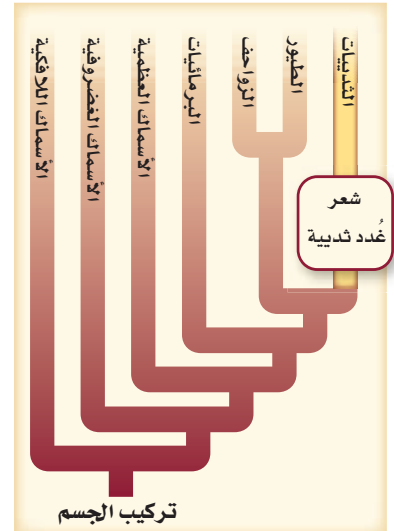 الثدييات
الطيور
الزواحف
البرمائيات
الأسماك العظمية
الأسماك الغضروفية
الأسماك اللافكية
شعر
غُدد ثديية
تركيب الجسم